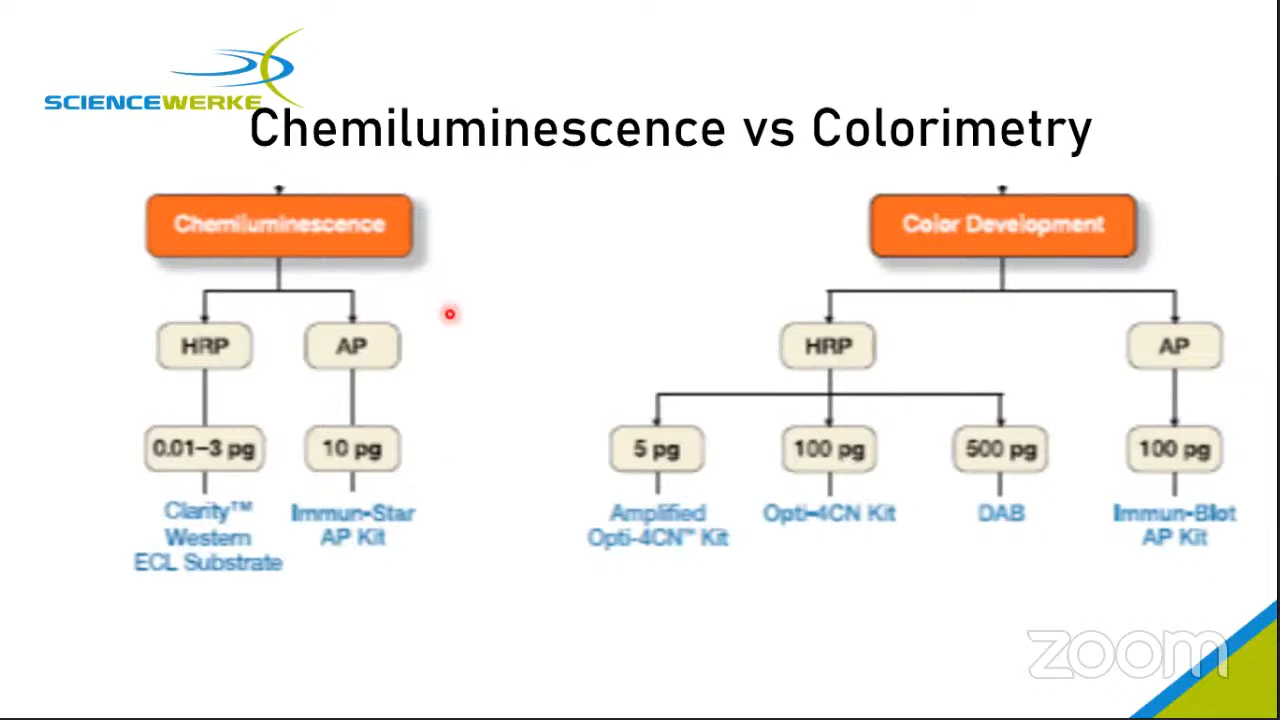 SCIENCEWERKE
Chemiluminescence vs Colorimetry
Chemiluminescence
Color Development
HRP
AP
HRP
AP
0.01–3 pg
10 pg
5 pg
100 pg
500 pg
100 pg
Clarity™
Western
ECL Substrate
Immun-Star
AP Kit
Amplified
Opti-4CN™ Kit
Opti-4CN Kit
DAB
Immun-Blot
AP Kit
zoom